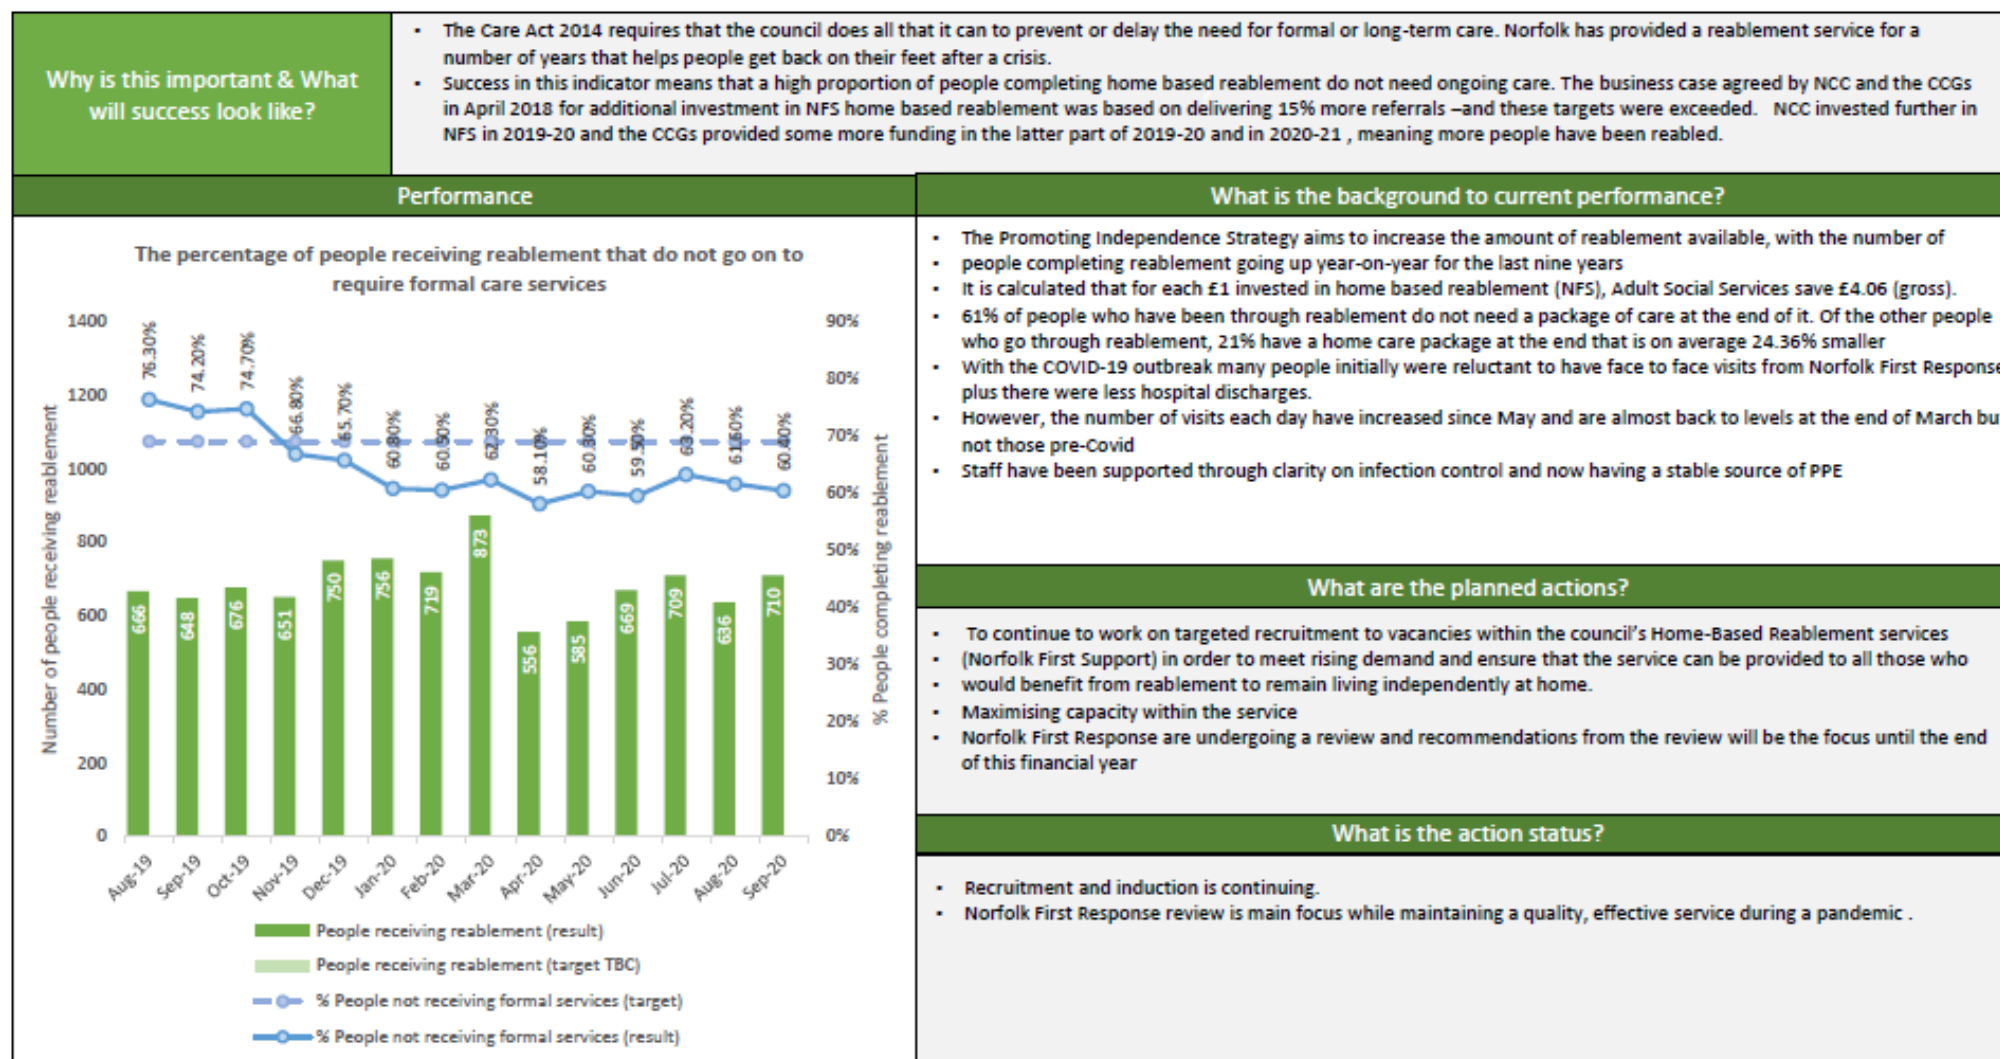 Why is this important & What
will success look like?
▪ The Care Act 2014 requires that the council does all that it can to prevent or delay the need for formal or long-term care. Norfolk has provided a reablement service for a
number of years that helps people get back on their feet after a crisis.
▪ Success in this indicator means that a high proportion of people completing home based reablement do not need ongoing care. The business case agreed by NCC and the CCGs
in April 2018 for additional investment in NFS home based reablement was based on delivering 15% more referrals –and these targets were exceeded. NCC invested further in
NFS in 2019-20 and the CCGs provided some more funding in the latter part of 2019-20 and in 2020-21 , meaning more people have been reabled.
Performance
The percentage of people receiving reablement that do not go on to
require formal care services
Number of people receiving reablement
1400
1200
1000
800
600
400
200
0
76.30%
74.20%
74.70%
66.80%
65.70%
60.80%
60.50%
62.30%
58.10%
60.30%
59.50%
63.20%
61.60%
60.40%
666
648
676
651
750
756
719
873
556
585
669
709
636
710
90%
80%
70%
60%
50%
40%
30%
20%
10%
0%
% People completing reablement
Aug-19
Sep-19
Oct-19
Nov-19
Dec-19
Jan-20
Feb-20
Mar-20
Apr-20
May-20
Jun-20
Jul-20
Aug-20
Sep-20
People receiving reablement (result)
People receiving reablement (target TBC)
% People not receiving formal services (target)
% People not receiving formal services (result)
What is the background to current performance?
▪ The Promoting Independence Strategy aims to increase the amount of reablement available, with the number of
▪ people completing reablement going up year-on-year for the last nine years
▪ It is calculated that for each £1 invested in home based reablement (NFS), Adult Social Services save £4.06 (gross).
▪ 61% of people who have been through reablement do not need a package of care at the end of it. Of the other people
who go through reablement, 21% have a home care package at the end that is on average 24.36% smaller
▪ With the COVID-19 outbreak many people initially were reluctant to have face to face visits from Norfolk First Response
plus there were less hospital discharges.
▪ However, the number of visits each day have increased since May and are almost back to levels at the end of March bu
not those pre-Covid
▪ Staff have been supported through clarity on infection control and now having a stable source of PPE
What are the planned actions?
▪ To continue to work on targeted recruitment to vacancies within the council's Home-Based Reablement services
▪ (Norfolk First Support) in order to meet rising demand and ensure that the service can be provided to all those who
▪ would benefit from reablement to remain living independently at home.
▪ Maximising capacity within the service
▪ Norfolk First Response are undergoing a review and recommendations from the review will be the focus until the end
of this financial year
What is the action status?
▪ Recruitment and induction is continuing.
▪ Norfolk First Response review is main focus while maintaining a quality, effective service during a pandemic .